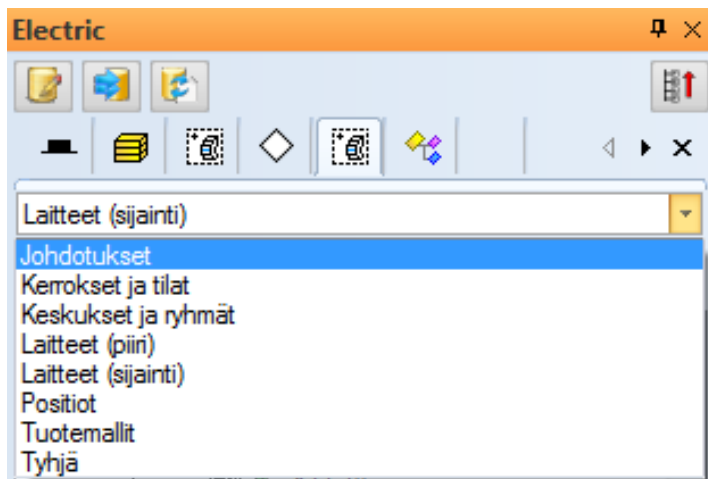 Electric
Laitteet (sijainti)
Johdotukset
Kerrokset ja tilat
Keskukset ja ryhmät
Laitteet (piiri)
Laitteet (sijainti)
Positiot
Tuotemallit
Tyhjä